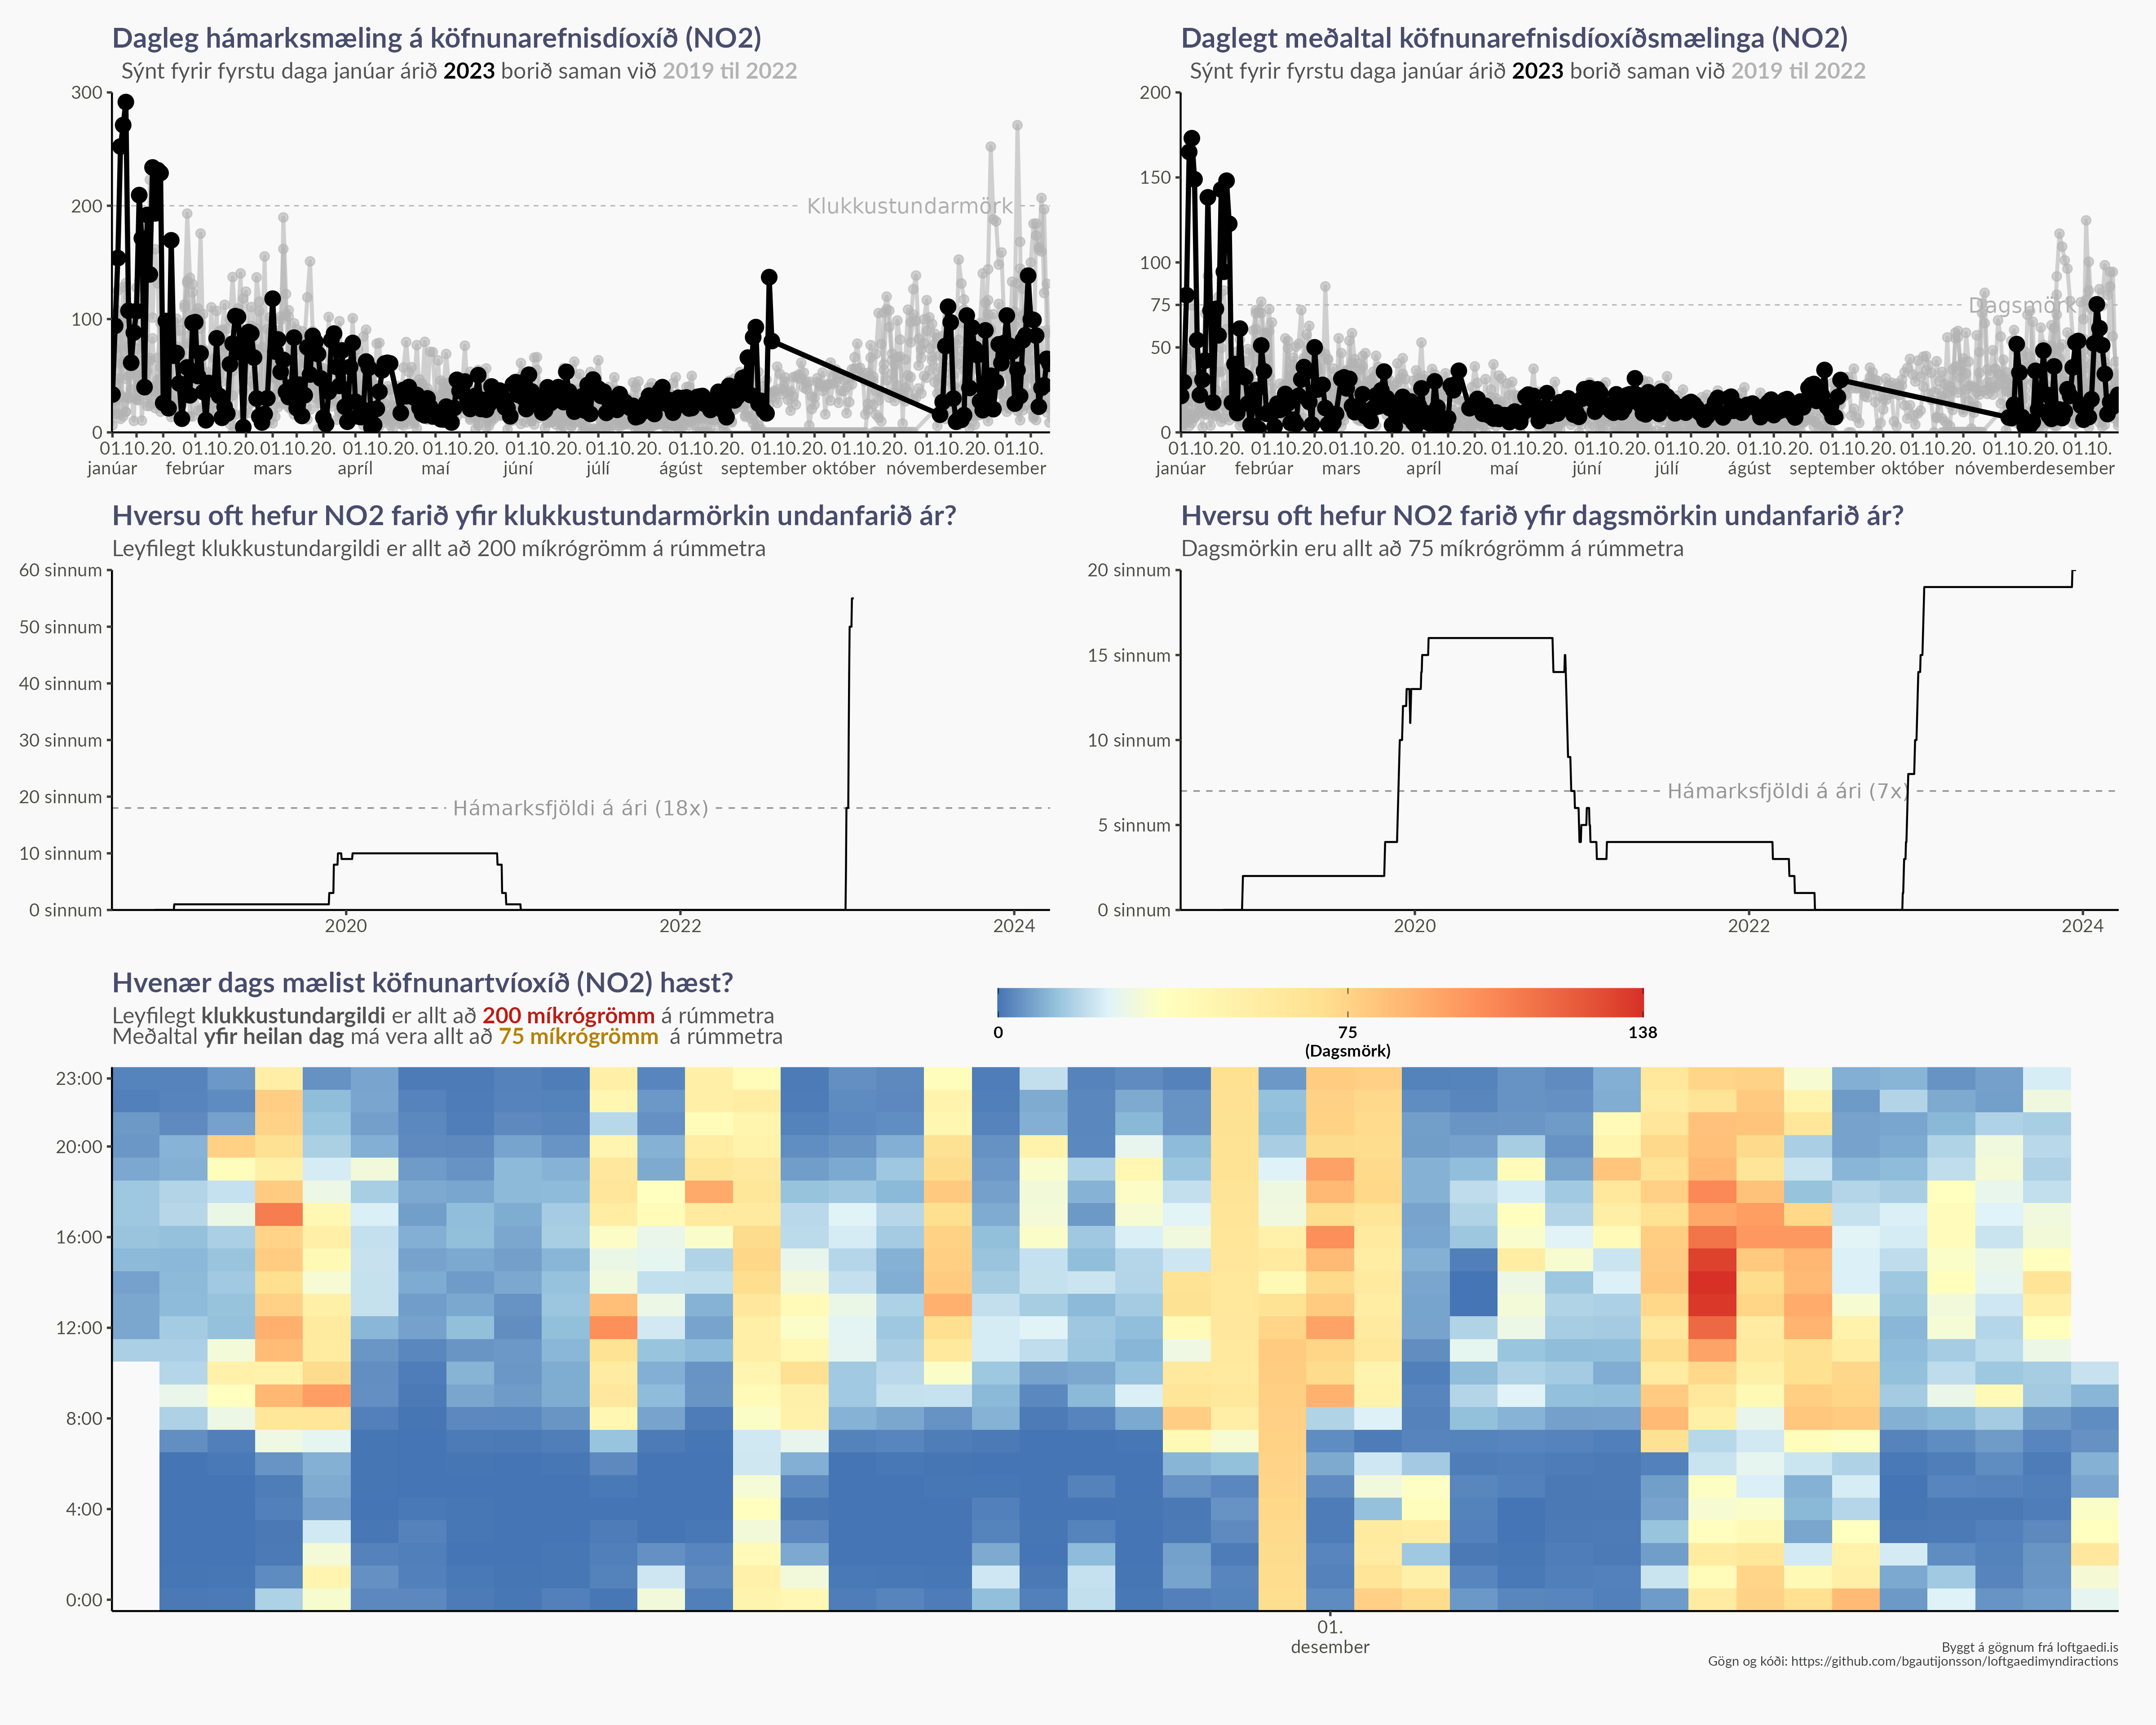 Dagleg hámarksmæling á köfnunarefnisdíoxíð (NO2)
Sýnt fyrir fyrstu daga janúar árið 2023 borið saman við 2019 til 2022
300
200
100
0
Klukkustundarmörk
01.10.20. 01.10.20. 01.10.20. 01.10.20. 01.10.20. 01.10.20. 01.10.20. 01.10.20. 01.10.20. 01.10.20. 01.10.20. 01.10.
janúar febrúar mars apríl maí júní júlí ágúst september október nóvember desember
Daglegt meðaltal köfnunarefnisdíoxíðsmælinga (NO2)
Sýnt fyrir fyrstu daga janúar árið 2023 borið saman við 2019 til 2022
200
150
100
75
50
0
Dagsmörk
01.10.20. 01.10.20. 01.10.20. 01.10.20. 01.10.20. 01.10.20. 01.10.20. 01.10.20. 01.10.20. 01.10.20. 01.10.20. 01.10.
janúar febrúar mars apríl maí júní júlí ágúst september október nóvember desember
Hversu oft hefur NO2 farið yfir klukkustundarmörkin undanfarið ár?
Leyfilegt klukkustundargildi er allt að 200 míkrógrömm á rúmmetra
60 sinnum
50 sinnum
40 sinnum
30 sinnum
20 sinnum
10 sinnum
0 sinnum
Hámarksfjöldi á ári (18x)
2020 2022 2024
Hversu oft hefur NO2 farið yfir dagsmörkin undanfarið ár?
Dagsmörkin eru allt að 75 míkrógrömm á rúmmetra
20 sinnum
15 sinnum
10 sinnum
5 sinnum
0 sinnum
Hámarksfjöldi á ári (7x)
2020 2022 2024
Hvenær dags mælist köfnunartvíoxíð (NO2) hæst?
Leyfilegt klukkustundargildi er allt að 200 míkrógrömm á rúmmetra
Meðaltal yfir heilan dag má vera allt að 75 míkrógrömm á rúmmetra
0 75 138
(Dagsmörk)
23:00
20:00
16:00
12:00
8:00
4:00
0:00
01.
desember
Byggt á gögnum frá loftgaedi.is
Gögn og kóði: https://github.com/bgautijonsson/loftgaedimyndiractions